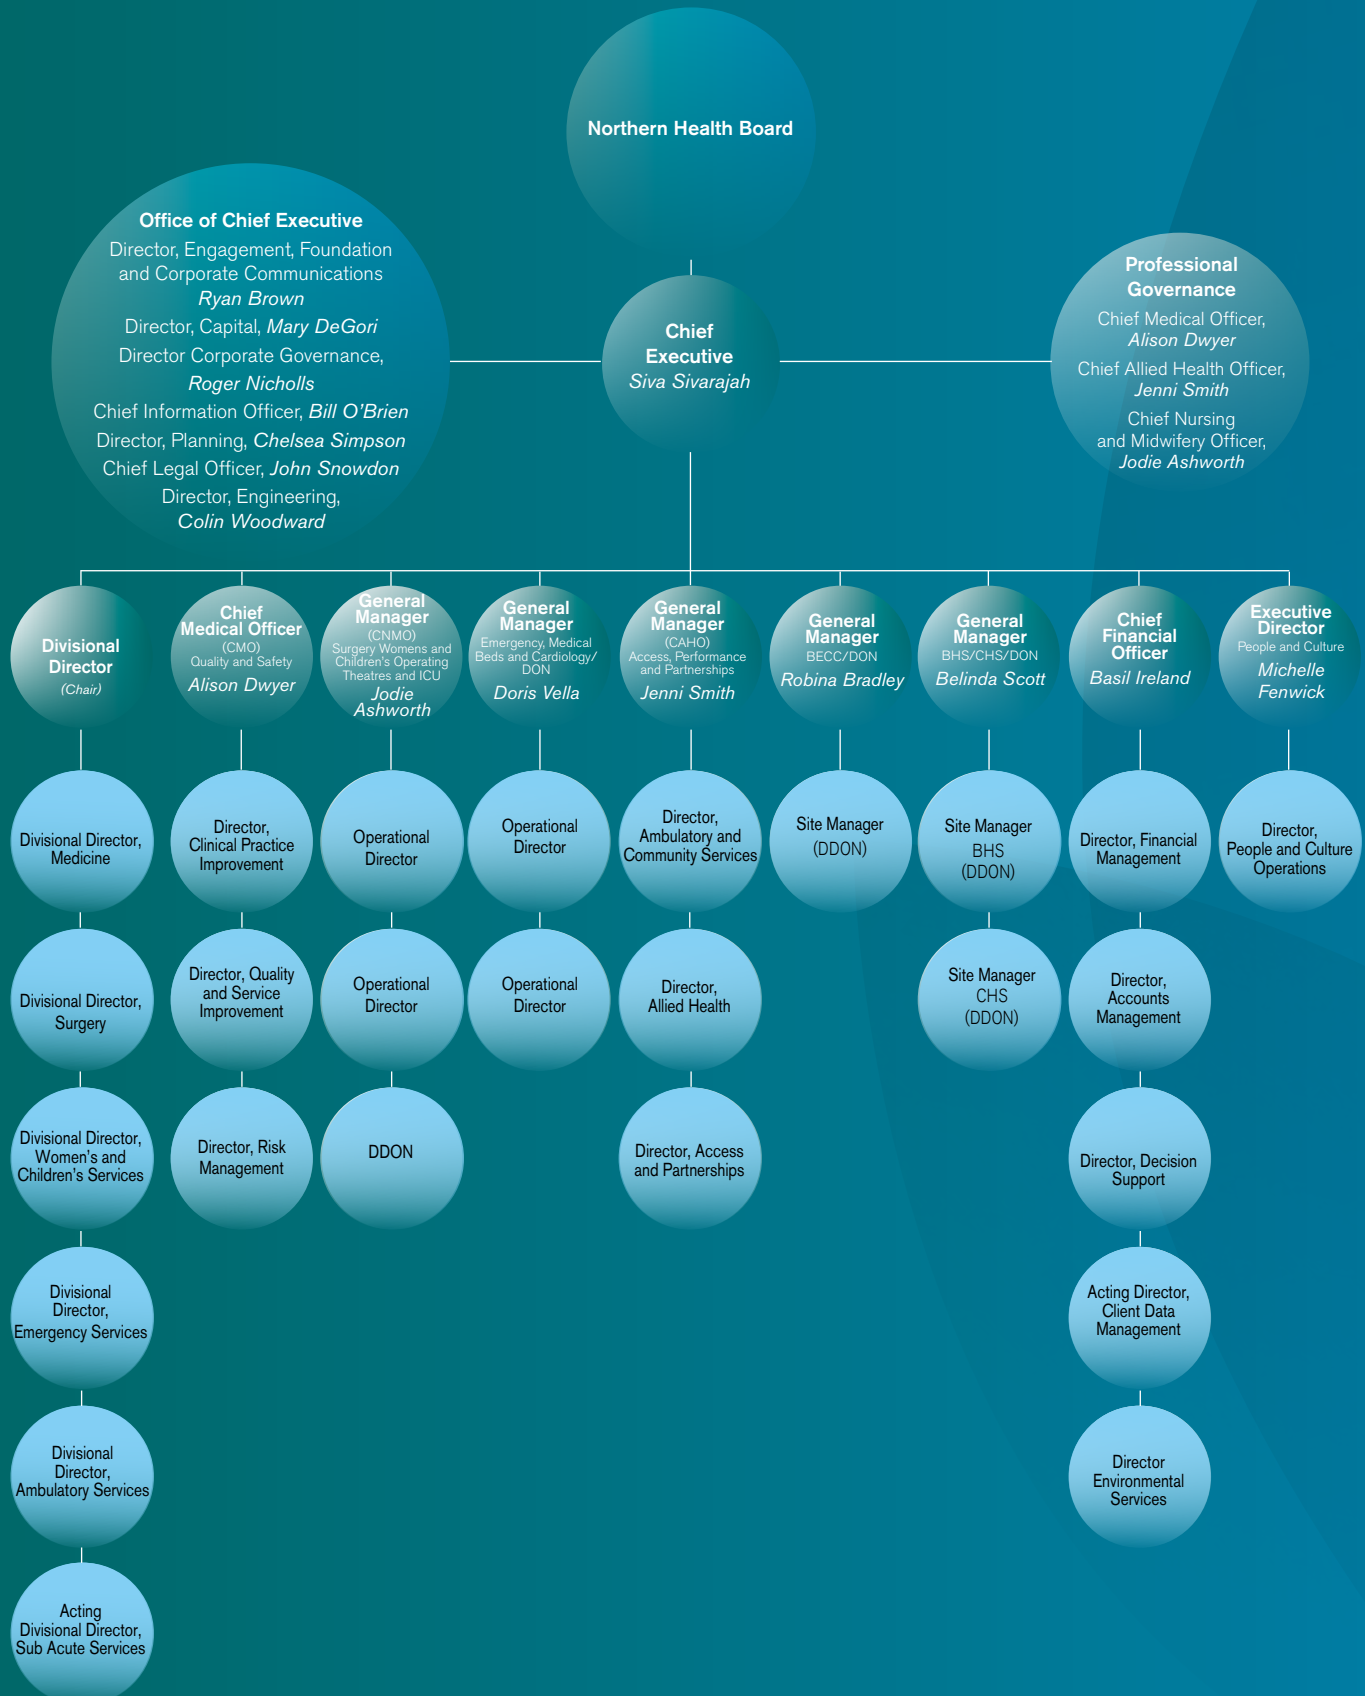 Northern Health Board
Office of Chief Executive
Director, Engagement, Foundation
and Corporate Communications
Ryan Brown
Director, Capital, Mary DeGori
Director Corporate Governance,
Roger Nicholls
Chief Information Officer, Bill O'Brien
Director, Planning, Chelsea Simpson
Chief Legal Officer, John Snowdon
Director, Engineering,
Colin Woodward
Chief
Executive
Siva Sivarajah
Professional
Governance
Chief Medical Officer,
Alison Dwyer
Chief Allied Health Officer,
Jenni Smith
Chief Nursing
and Midwifery Officer,
Jodie Ashworth
Divisional
Director
(Chair)
Chief
Medical Officer
(CMO)
Quality and Safety
Alison Dwyer
General
Manager
(CNMO)
Surgery Womens and
Children's Operating
Theatres and ICU
Jodie
Ashworth
General
Manager
Emergency, Medical
Beds and Cardiology/
DON
Doris Vella
General
Manager
(CAHO)
Access, Performance
and Partnerships
Jenni Smith
General
Manager
BECC/DON
Robina Bradley
General
Manager
BHS/CHS/DON
Belinda Scott
Chief
Financial
Officer
Basil Ireland
Executive
Director
People and Culture
Michelle
Fenwick
Divisional Director,
Medicine
Director,
Clinical Practice
Improvement
Operational
Director
Operational
Director
Director,
Ambulatory and
Community Services
Site Manager
(DDON)
Site Manager
BHS
(DDON)
Director, Financial
Management
Director,
People and Culture
Operations
Divisional Director,
Surgery
Director, Quality
and Service
Improvement
Operational
Director
Operational
Director
Director,
Allied Health
Site Manager
CHS
(DDON)
Director,
Accounts
Management
Divisional Director,
Women's and
Children's Services
Director, Risk
Management
DDON
Director, Access
and Partnerships
Director, Decision
Support
Divisional
Director,
Emergency Services
Acting Director,
Client Data
Management
Divisional
Director,
Ambulatory Services
Director
Environmental
Services
Acting
Divisional Director,
Sub Acute Services